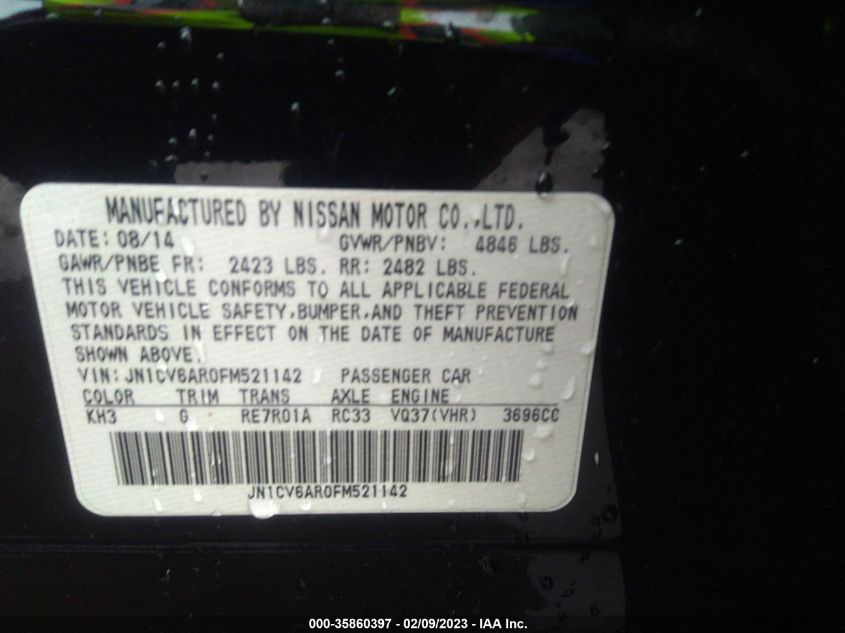 MANUFACTURED BY NISSAN MOTOR CO.,LTD.
DATE: 08/14 GVWR/PNBV: 4846 LBS.
GAWR/PNBE FR: 2423 LBS. RR: 2482 LBS.
THIS VEHICLE CONFORMS TO ALL APPLICABLE FEDERAL
MOTOR VEHICLE SAFETY,BUMPER,AND THEFT PREVENTION
STANDARDS IN EFFECT ON THE DATE OF MANUFACTURE
SHOWN ABOVE.
VIN: JN1CV6AR0FM521142 PASSENGER CAR
COLOR TRIM TRANS AXLE ENGINE
KH3 G RE7R01A RC33 VQ37(VHR) 3696CC
JN1CV6AR0FM521142
000-35860397 - 02/09/2023 - IAA Inc.